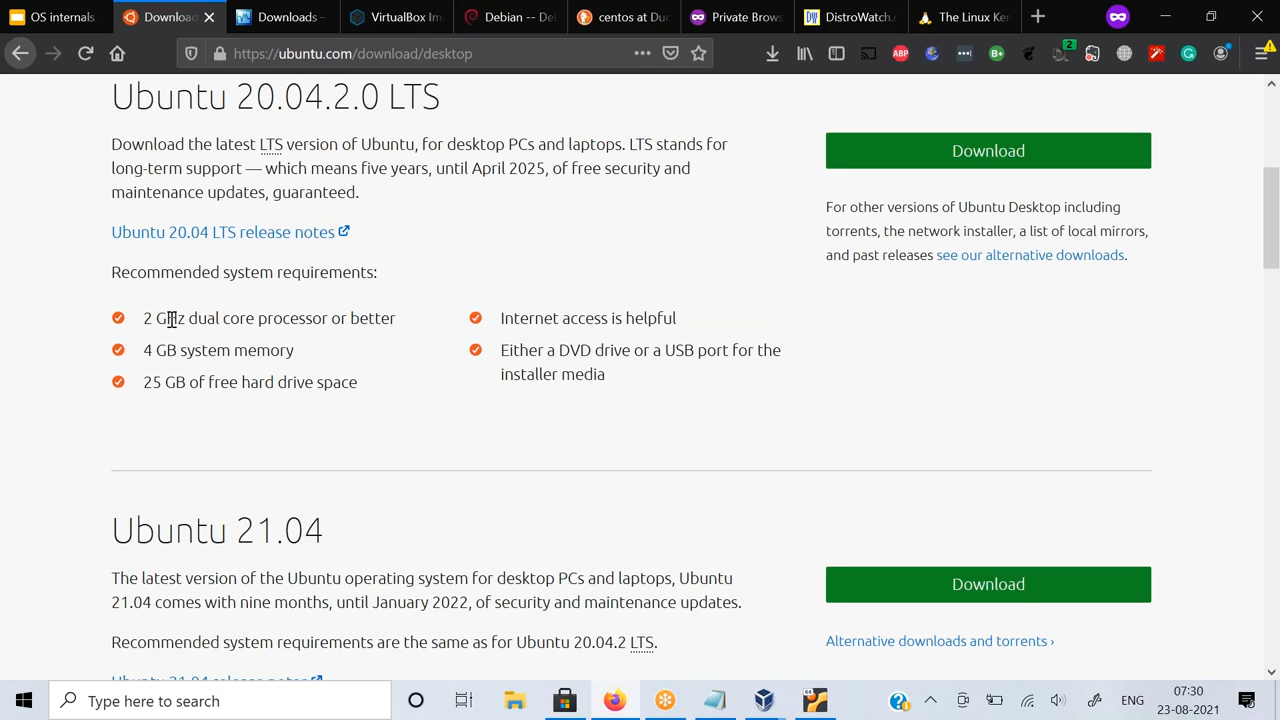 OS internals
Download
Downloads –
VirtualBox Im
Debian -- De
centos at Duc
Private Brows
DistroWatch.c
The Linux Ker
https://ubuntu.com/download/desktop
Ubuntu 20.04.2.0 LTS
Download the latest LTS version of Ubuntu, for desktop PCs and laptops. LTS stands for
long-term support — which means five years, until April 2025, of free security and
maintenance updates, guaranteed.
Ubuntu 20.04 LTS release notes
Recommended system requirements:
2 GHz dual core processor or better
4 GB system memory
25 GB of free hard drive space
Internet access is helpful
Either a DVD drive or a USB port for the
installer media
Download
For other versions of Ubuntu Desktop including
torrents, the network installer, a list of local mirrors,
and past releases see our alternative downloads.
Ubuntu 21.04
The latest version of the Ubuntu operating system for desktop PCs and laptops, Ubuntu
21.04 comes with nine months, until January 2022, of security and maintenance updates.
Recommended system requirements are the same as for Ubuntu 20.04.2 LTS.
Ubuntu 21.04 release notes
Download
Alternative downloads and torrents ›
Type here to search
ENG
07:30
23-08-2021